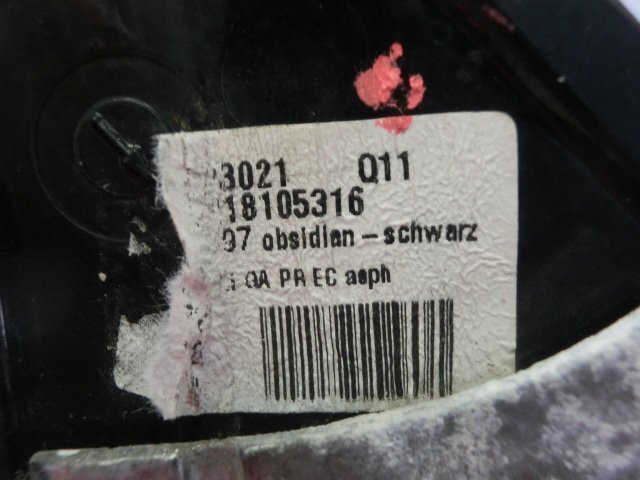 3021 Q11
18105316
97 obsidian-schwarz
QA PR EC asph